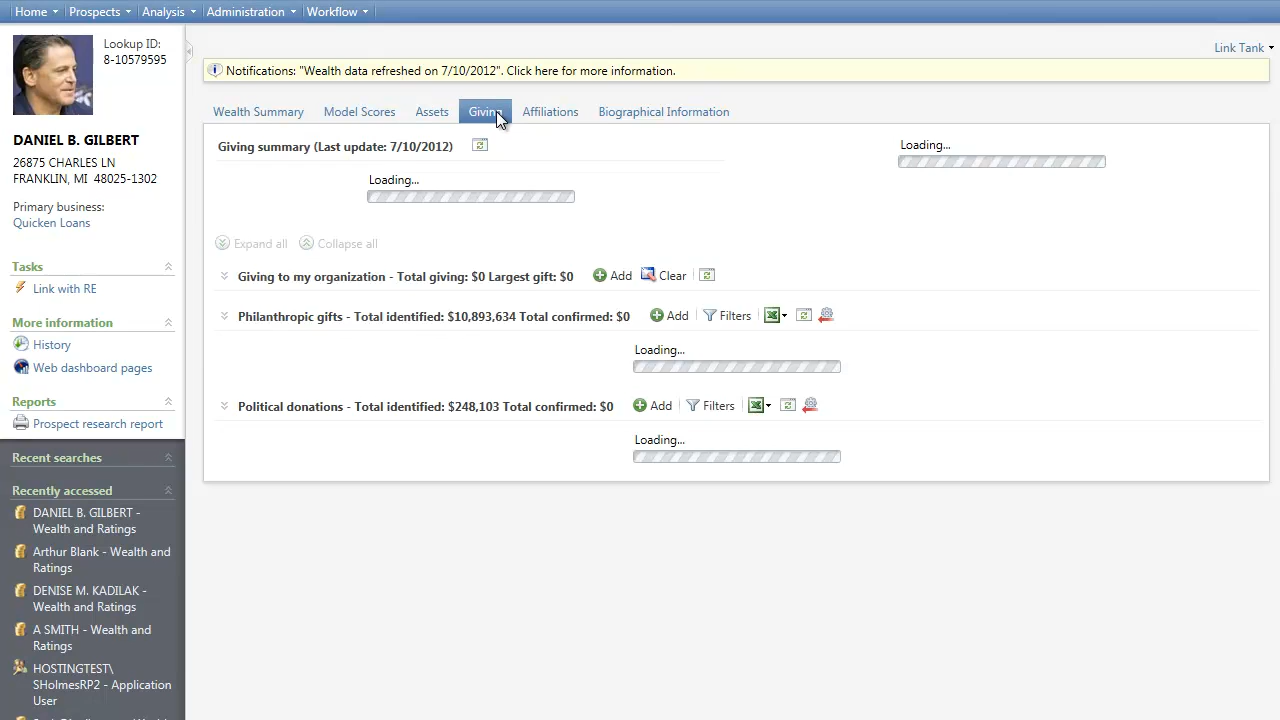 Home Prospects Analysis Administration Workflow
Lookup ID:
8-10579595
DANIEL B. GILBERT
26875 CHARLES LN
FRANKLIN, MI 48025-1302
Primary business:
Quicken Loans
Tasks
Link with RE
More information
History
Web dashboard pages
Reports
Prospect research report
Recent searches
Recently accessed
DANIEL B. GILBERT -
Wealth and Ratings
Arthur Blank - Wealth and
Ratings
DENISE M. KADILAK -
Wealth and Ratings
A SMITH - Wealth and
Ratings
HOSTINGTEST\
SHolmesRP2 - Application
User
Link Tank
Notifications: "Wealth data refreshed on 7/10/2012". Click here for more information.
Wealth Summary Model Scores Assets Giving Affiliations Biographical Information
Giving summary (Last update: 7/10/2012)
Loading...
Loading...
Expand all Collapse all
Giving to my organization - Total giving: $0 Largest gift: $0 Add Clear
Philanthropic gifts - Total identified: $10,893,634 Total confirmed: $0 Add Filters
Loading...
Political donations - Total identified: $248,103 Total confirmed: $0 Add Filters
Loading...